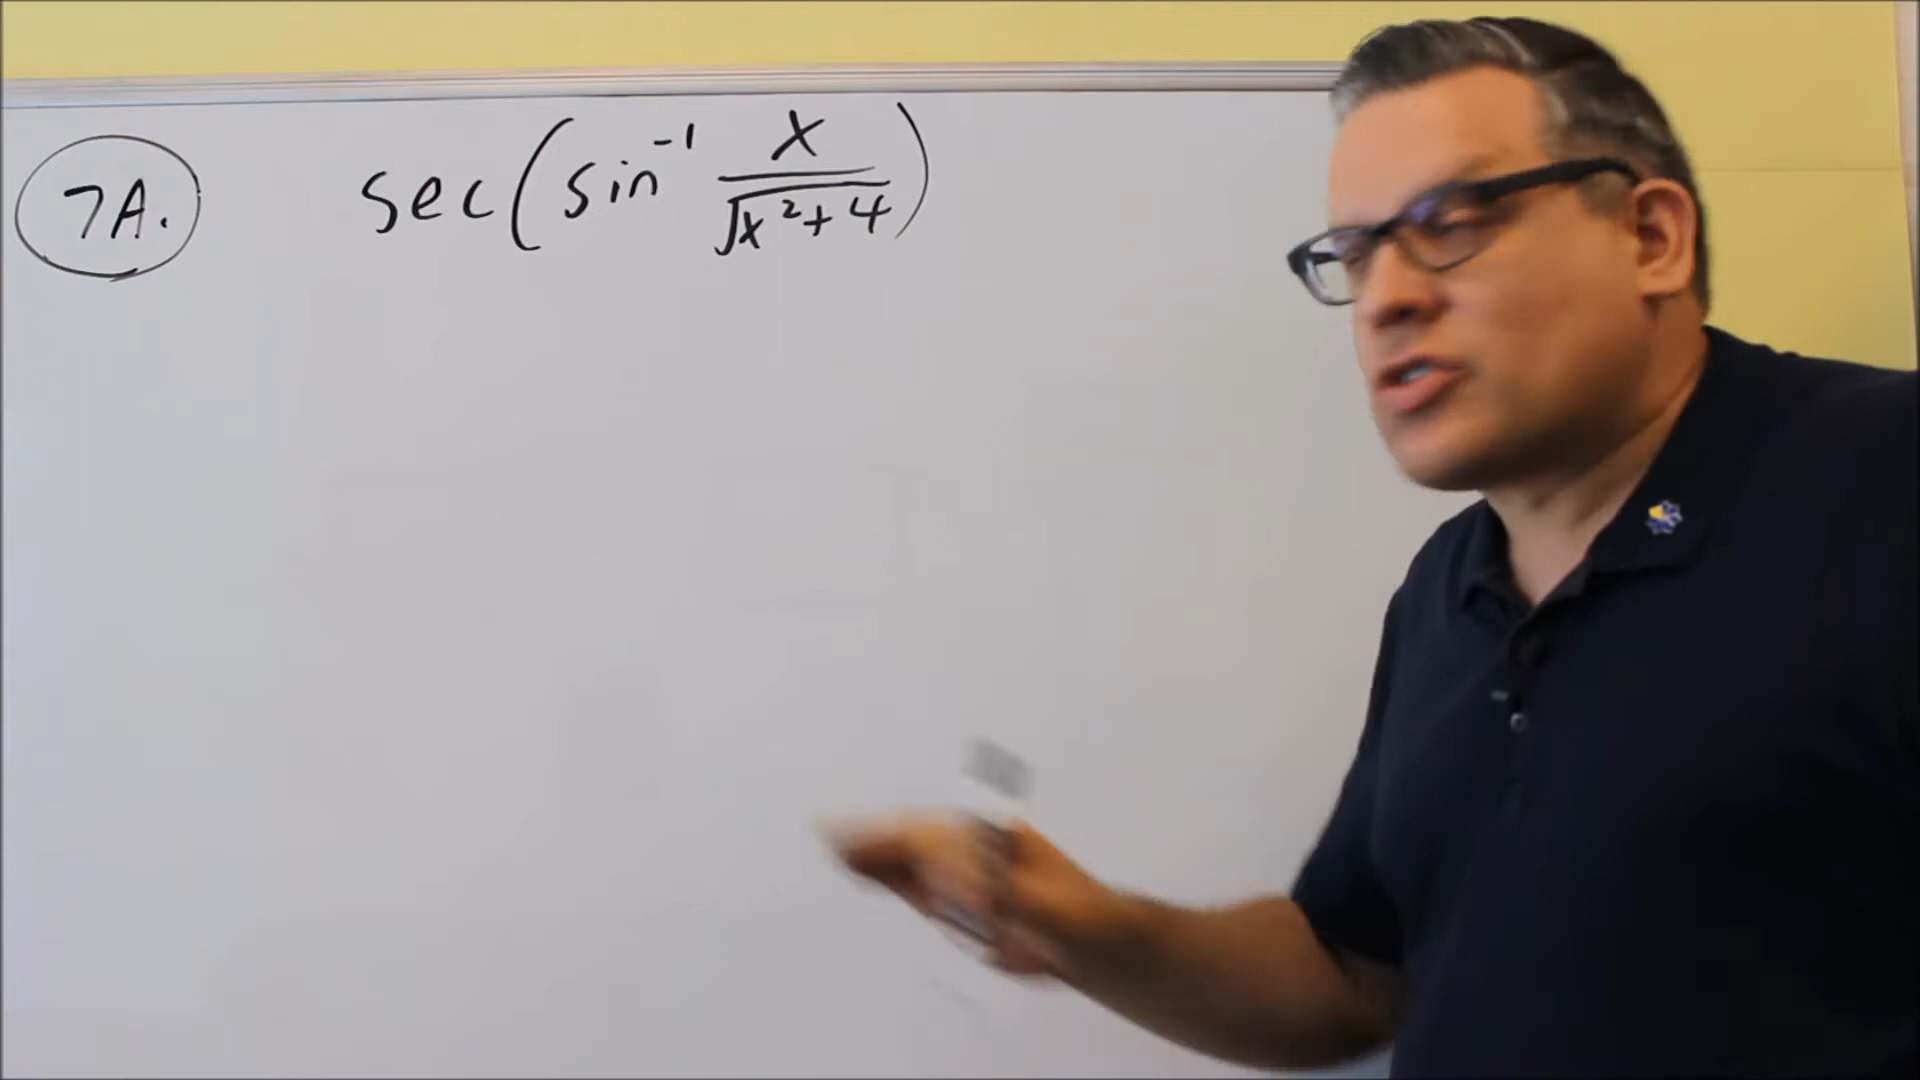 7A. sec(sin⁻¹ x/√(x²+4))